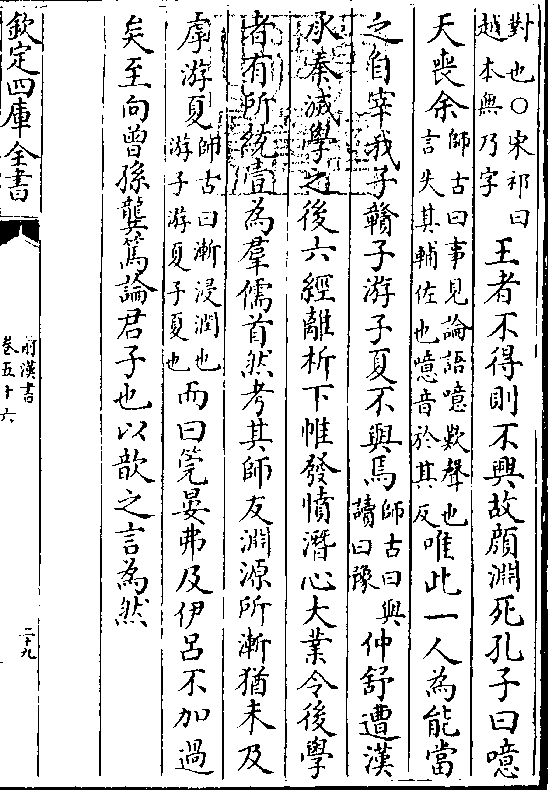 對也○宋祁曰
越本無乃字
王者不得則不興故顔淵死孔子曰噫
天喪余
師古曰事見論語噫歎聲也
言失其輔佐也噫音於其反
唯此一人為能當
之自宰我子贛子游子夏不與焉
師古曰與
讀曰豫
仲舒遭漢
承秦滅學之後六經離析下帷發憤潛心大業令後學
者有所統壹為羣儒首然考其師友淵源所漸猶未及
虖游夏
師古曰漸浸潤也
游子游夏子夏也
而曰筦晏弗及伊呂不加過
矣至向曾孫龔篤論君子也以歆之言為然
欽定四庫全書
前漢書
卷五十六
二十九